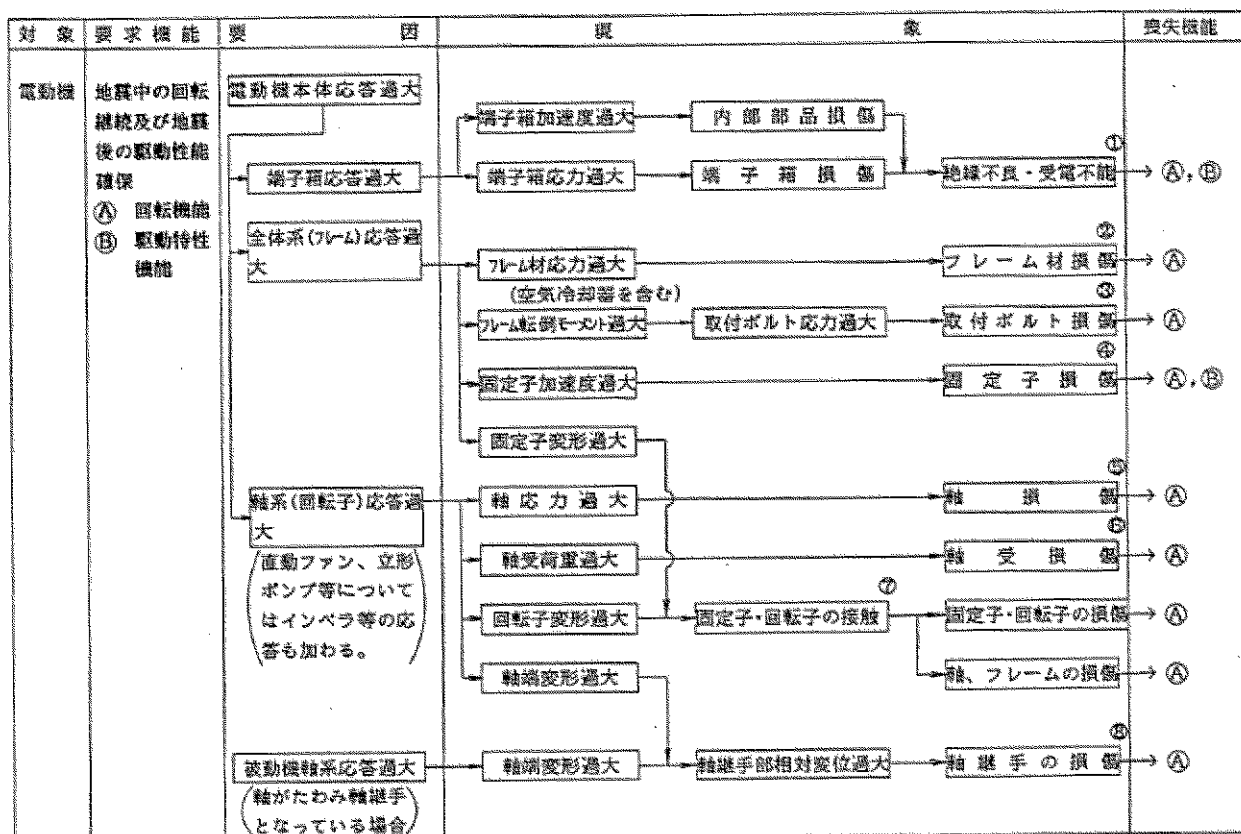 対象 要求機能 要因 現象 喪失機能
電動機
地震中の回転
継続及び地震
後の駆動性能
確保
Ⓐ 回転機能
Ⓑ 駆動特性
機能
電動機本体応答過大
端子箱加速度過大 内部部品損傷
①
端子箱応答過大 端子箱応力過大 端子箱損傷 絶縁不良・受電不能 Ⓐ,Ⓑ
全体系(フレーム)応答過
大
②
フレーム材応力過大 フレーム材損傷 Ⓐ
(空気冷却器を含む)
③
フレーム転倒モーメント過大 取付ボルト応力過大 取付ボルト損傷 Ⓐ
④
固定子加速度過大 固定子損傷 Ⓐ,Ⓑ
固定子変形過大
⑤
軸系(回転子)応答過
大
軸応力過大 軸損傷 Ⓐ
(直動ファン、立形
ポンプ等について
はインペラ等の応
答も加わる。)
⑥
軸受荷重過大 軸受損傷 Ⓐ
⑦
回転子変形過大 固定子・回転子の接触 固定子・回転子の損傷 Ⓐ
軸端変形過大 軸、フレームの損傷 Ⓐ
⑧
被動機軸系応答過大 軸端変形過大 軸継手部相対変位過大 軸継手の損傷 Ⓐ
(軸がたわみ軸継手
となっている場合)